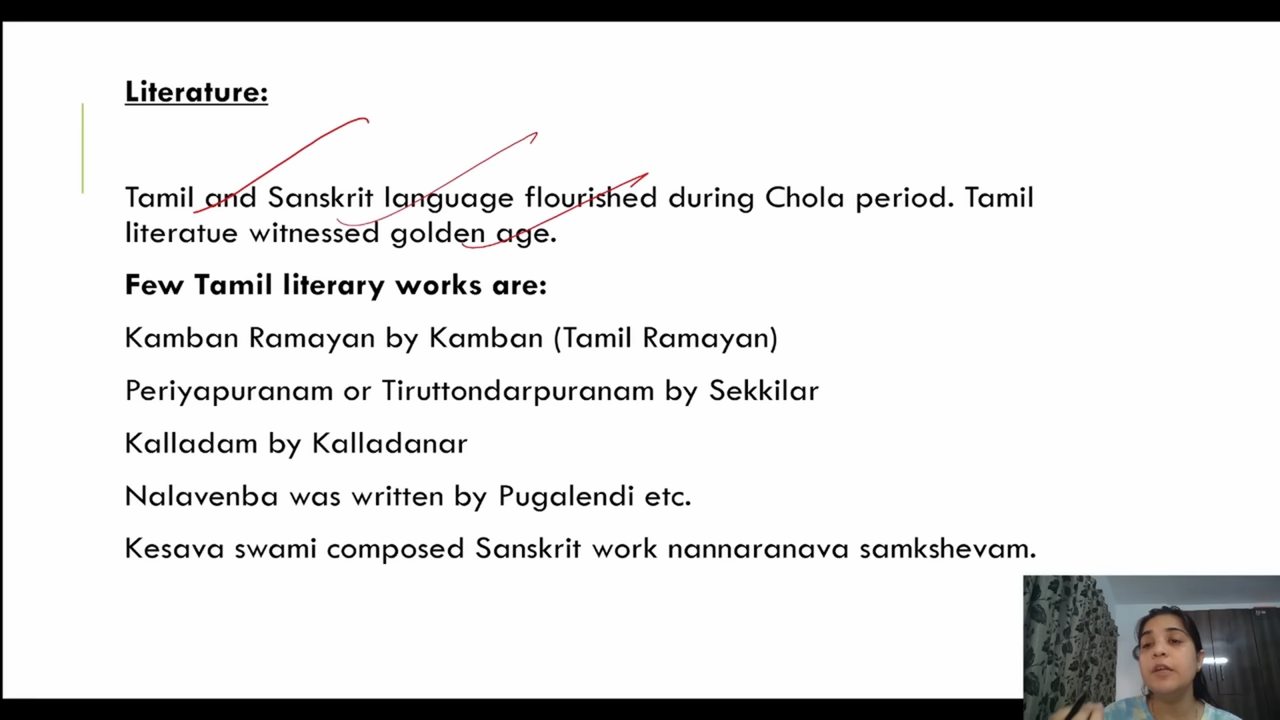 Literature:
Tamil and Sanskrit language flourished during Chola period. Tamil
literatue witnessed golden age.
Few Tamil literary works are:
Kamban Ramayan by Kamban (Tamil Ramayan)
Periyapuranam or Tiruttondarpuranam by Sekkilar
Kalladam by Kalladanar
Nalavenba was written by Pugalendi etc.
Kesava swami composed Sanskrit work nannaranava samkshevam.